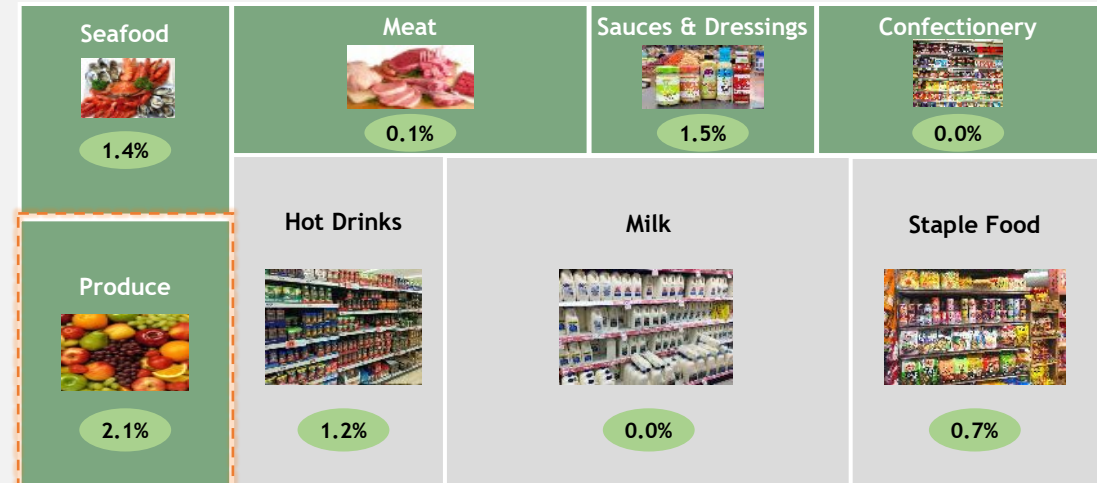 Seafood
1.4%
Meat
0.1%
Sauces & Dressings
1.5%
Confectionery
0.0%
Produce
2.1%
Hot Drinks
1.2%
Milk
0.0%
Staple Food
0.7%